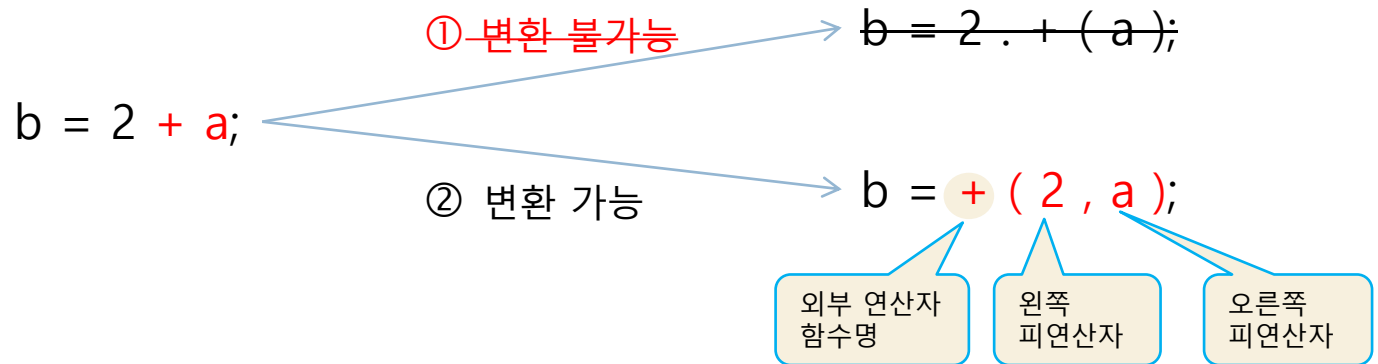 ① 변환 불가능
b = 2 . + ( a );
b = 2 + a;
② 변환 가능
b = + ( 2 , a );
외부 연산자
함수명
왼쪽
피연산자
오른쪽
피연산자